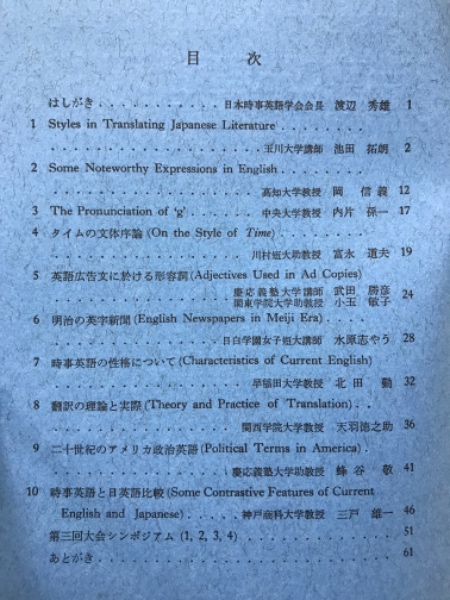 目 次
はしがき . . . . . . . . . . . 日本時事英語学会会長 渡辺 秀雄 1
1 Styles in Translating Japanese Literature . . . . . . . .
. . . . . . . . . . . . . . . 玉川大学講師 池田 拓朗 2
2 Some Noteworthy Expressions in English . . . . . . . .
. . . . . . . . . . . . . . . 高知大学教授 岡 信義 12
3 The Pronunciation of 'g' . . . . . 中央大学教授 内片 孫一 17
4 タイムの文体序論 (On the Style of Time) . . . . . . . .
. . . . . . . . . . . . . . 川村短大助教授 富永 道夫 19
5 英語広告文に於ける形容詞 (Adjectives Used in Ad Copies)
. . . . . . . . . . . . . 慶応義塾大学講師 武田 勝彦
関東学院大学助教授 小玉 敏子 24
6 明治の英字新聞 (English Newspapers in Meiji Era) . . . .
. . . . . . . . . . . . 目白学園女子短大講師 水原志やう 28
7 時事英語の性格について (Characteristics of Current English)
. . . . . . . . . . . . . . 早稲田大学教授 北田 勤 32
8 翻訳の理論と実際 (Theory and Practice of Translation) . .
. . . . . . . . . . . . . . 関西学院大学教授 天羽徳之助 36
9 二十世紀のアメリカ政治英語 (Political Terms in America) .
. . . . . . . . . . . . . 慶応義塾大学助教授 蜂谷 敬 41
10 時事英語と日英語比較 (Some Contrastive Features of Current
English and Japanese) . . . . . 神戸商科大学教授 三戸 雄一 46
第三回大会シンポジアム (1, 2, 3, 4) . . . . . . . . . . . . 51
あとがき . . . . . . . . . . . . . . . . . . . . . . . . 61